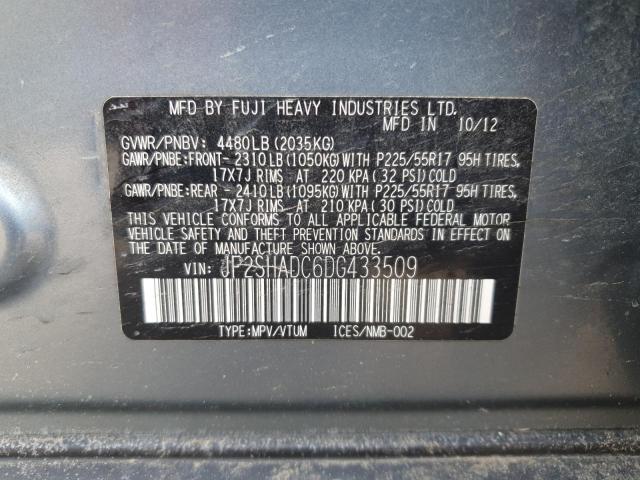 MFD BY FUJI HEAVY INDUSTRIES LTD.
MFD IN 10/12
GVWR/PNBV: 4480LB (2035KG)
GAWR/PNBE:FRONT- 2310LB (1050KG) WITH P225/55R17 95H TIRES,
17X7J RIMS AT 220 KPA (32 PSI) COLD
GAWR/PNBE:REAR - 2410LB (1095KG) WITH P225/55R17 95H TIRES,
17X7J RIMS AT 210 KPA (30 PSI) COLD
THIS VEHICLE CONFORMS TO ALL APPLICABLE FEDERAL MOTOR
VEHICLE SAFETY AND THEFT PREVENTION STANDARDS IN EFFECT
ON THE DATE OF MANUFACTURE SHOWN ABOVE.
VIN: JP2SHADC6DG433509
TYPE:MPV/VTUM ICES/NMB-002